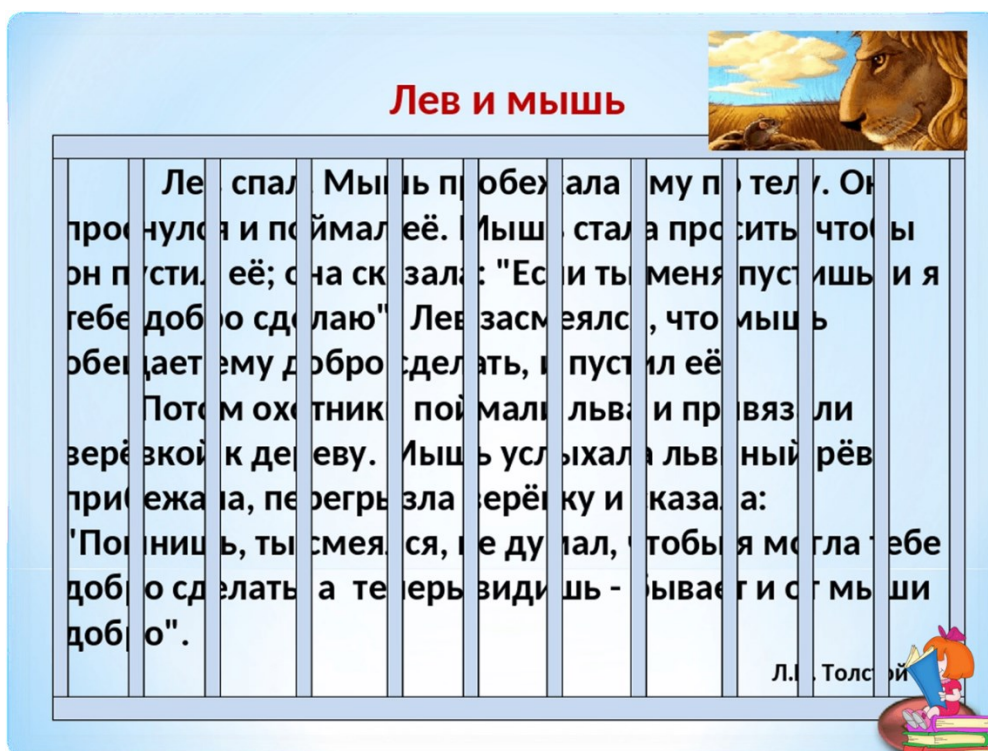 Лев и мышь
Лев спал. Мышь пробежала ему по телу. Он
проснулся и поймал её. Мышь стала просить, чтобы
он пустил её; она сказала: "Если ты меня пустишь, и я
тебе добро сделаю". Лев засмеялся, что мышь
обещает ему добро сделать, и пустил её.
Потом охотники поймали льва и привязали
верёвкой к дереву. Мышь услыхала львиный рёв,
прибежала, перегрызла верёвку и сказала:
"Помнишь, ты смеялся, не думал, чтобы я могла тебе
добро сделать, а теперь видишь - бывает и от мыши
добро".
Л.Н. Толстой